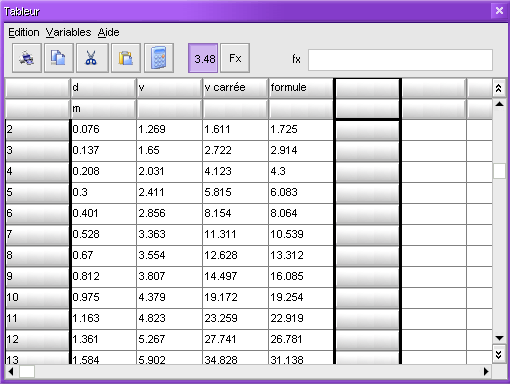 Tableur
Edition Variables Aide
3.48 Fx fx
d v v carrée formule
m
2 0.076 1.269 1.611 1.725
3 0.137 1.65 2.722 2.914
4 0.208 2.031 4.123 4.3
5 0.3 2.411 5.815 6.083
6 0.401 2.856 8.154 8.064
7 0.528 3.363 11.311 10.539
8 0.67 3.554 12.628 13.312
9 0.812 3.807 14.497 16.085
10 0.975 4.379 19.172 19.254
11 1.163 4.823 23.259 22.919
12 1.361 5.267 27.741 26.781
13 1.584 5.902 34.828 31.138